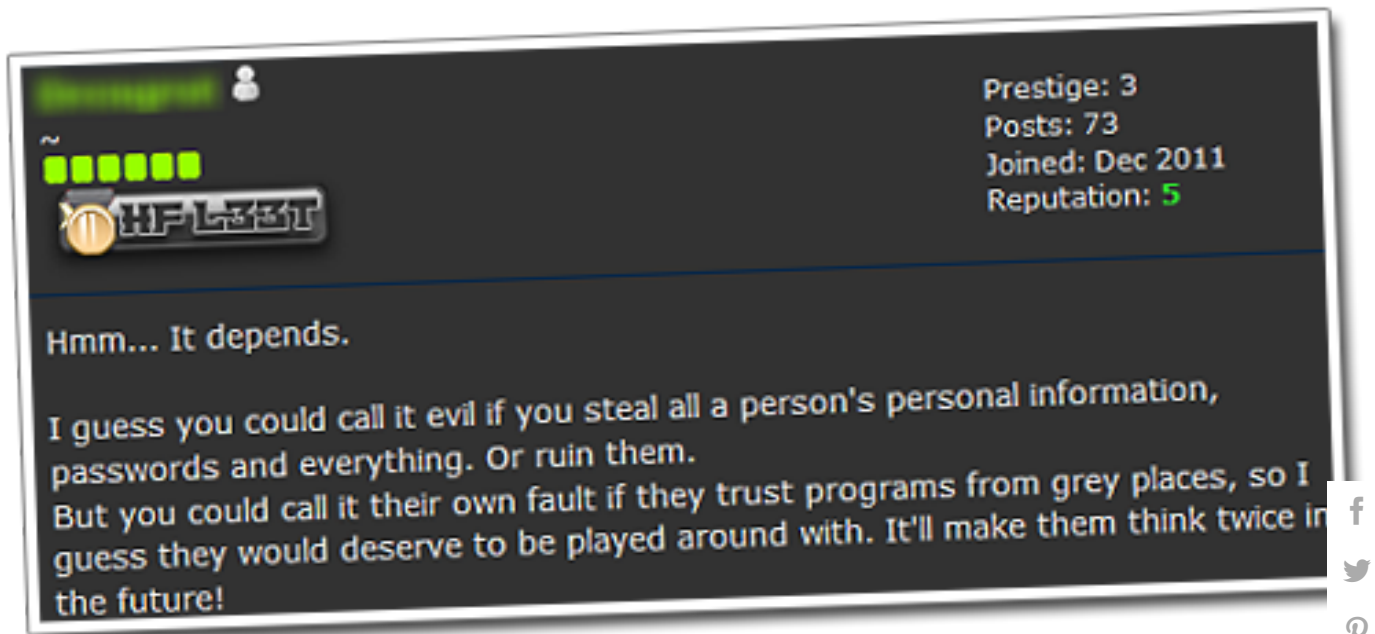 ~
HF L33T
Prestige: 3
Posts: 73
Joined: Dec 2011
Reputation: 5
Hmm... It depends.
I guess you could call it evil if you steal all a person's personal information,
passwords and everything. Or ruin them.
But you could call it their own fault if they trust programs from grey places, so I
guess they would deserve to be played around with. It'll make them think twice in
the future!